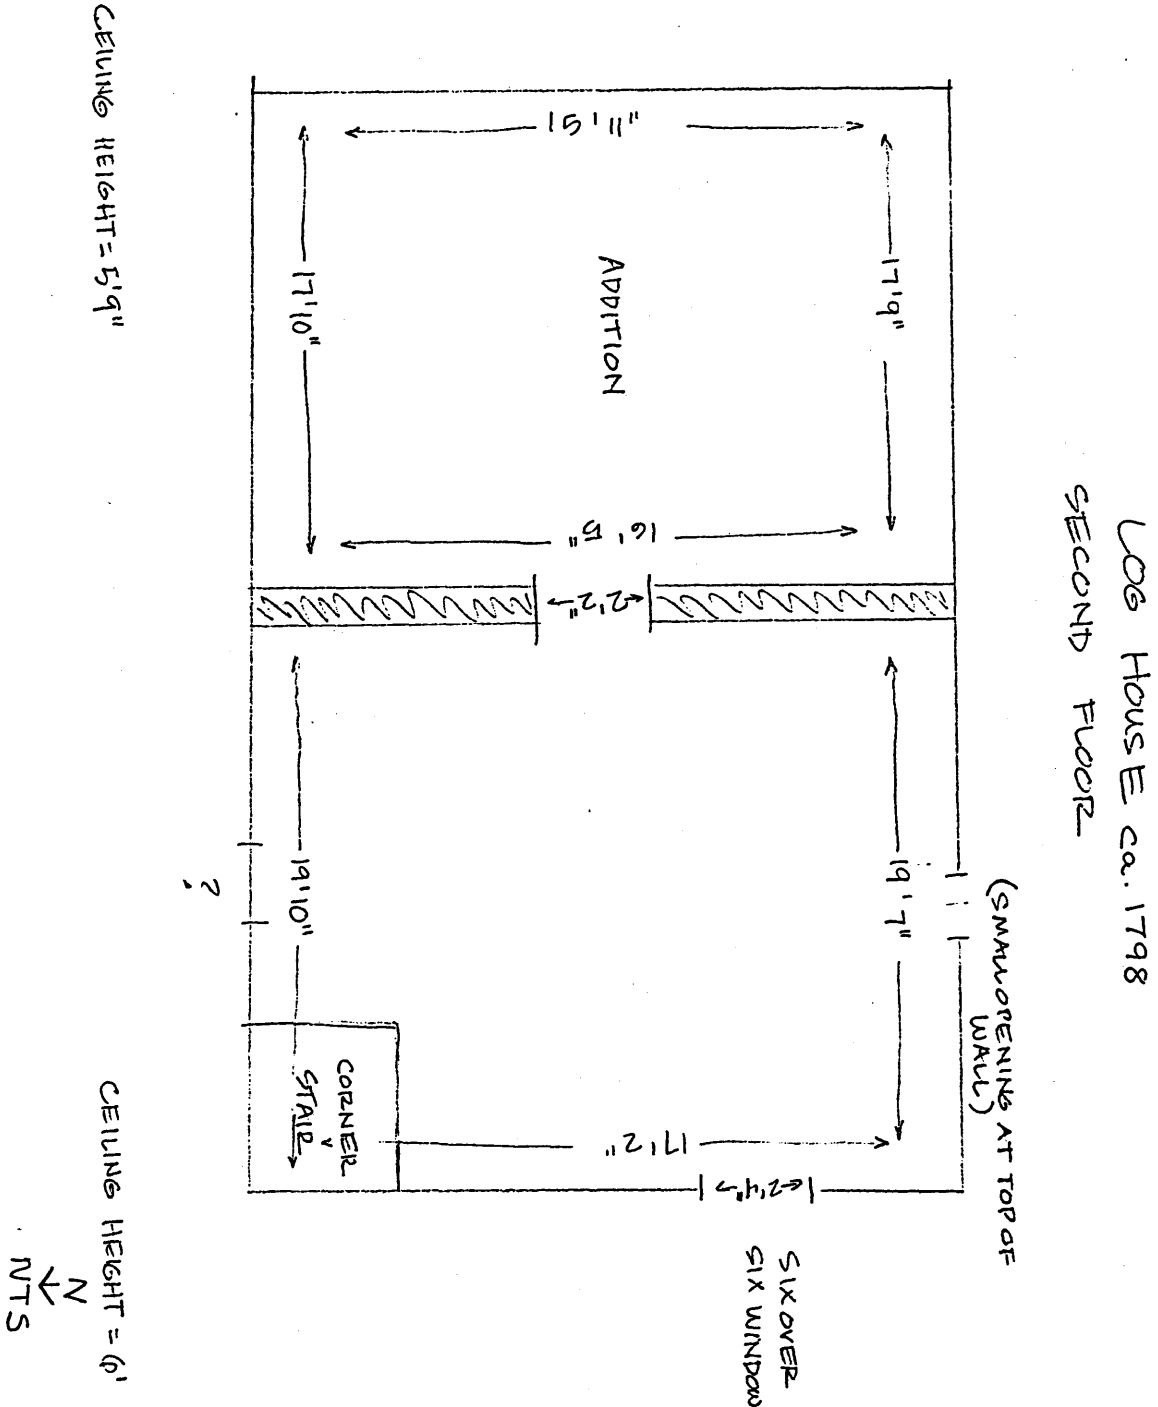 LOG HOUSE ca. 1798
SECOND FLOOR
(SMALL OPENING AT TOP OF
WALL)
17'9"
19'7"
15'11"
ADDITION
16'5"
2'2"
17'2"
2'4"
SIX OVER
SIX WINDOW
17'10"
19'10"
CORNER
STAIR
?
CEILING HEIGHT = 5'9"
CEILING HEIGHT = 6'
N
NTS